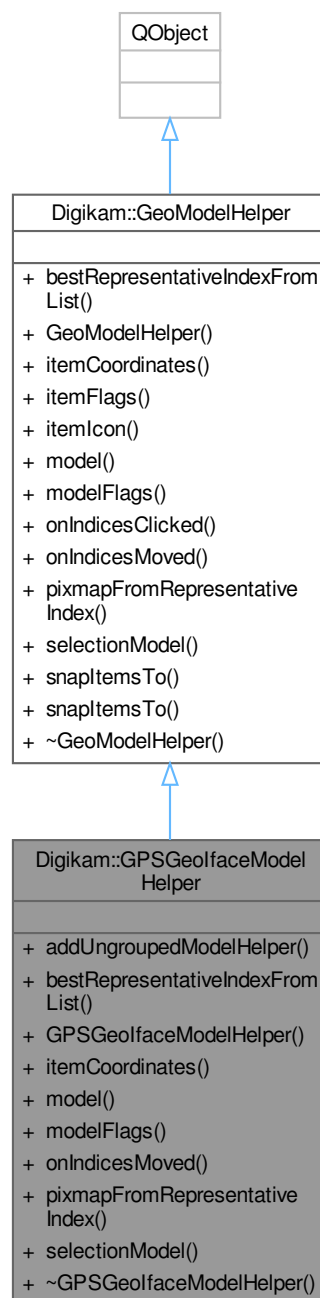 QObject
Digikam::GeoModelHelper
+ bestRepresentativeIndexFrom
List()
+ GeoModelHelper()
+ itemCoordinates()
+ itemFlags()
+ itemIcon()
+ model()
+ modelFlags()
+ onIndicesClicked()
+ onIndicesMoved()
+ pixmapFromRepresentative
Index()
+ selectionModel()
+ snapItemsTo()
+ snapItemsTo()
+ ~GeoModelHelper()
Digikam::GPSGeoIfaceModel
Helper
+ addUngroupedModelHelper()
+ bestRepresentativeIndexFrom
List()
+ GPSGeoIfaceModelHelper()
+ itemCoordinates()
+ model()
+ modelFlags()
+ onIndicesMoved()
+ pixmapFromRepresentative
Index()
+ selectionModel()
+ ~GPSGeoIfaceModelHelper()